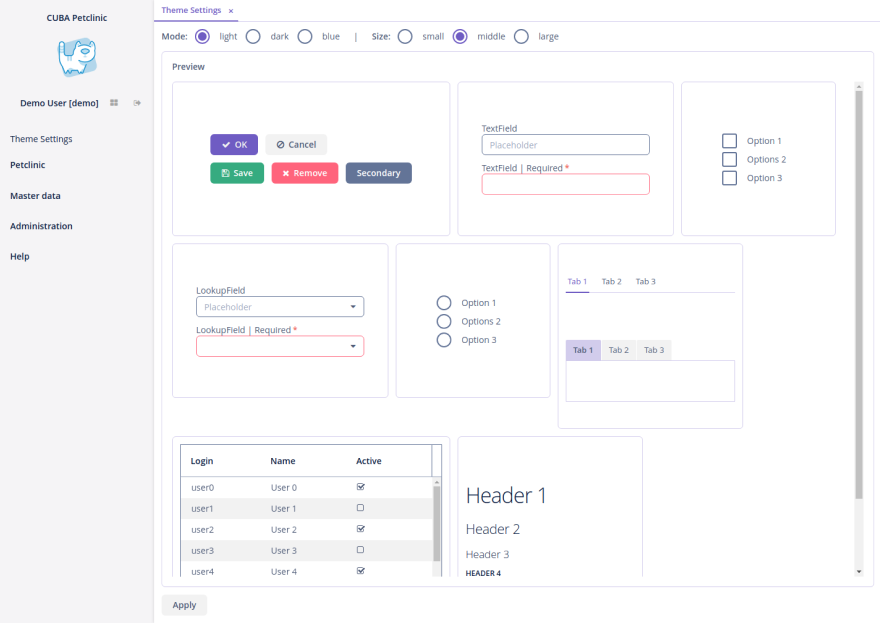 CUBA Petclinic
Demo User [demo]
Theme Settings
Petclinic
Master data
Administration
Help
Theme Settings ×
Mode: light dark blue | Size: small middle large
Preview
OK Cancel
Save Remove Secondary
TextField
Placeholder
TextField | Required *
Option 1
Options 2
Option 3
LookupField
Placeholder
LookupField | Required *
Option 1
Options 2
Option 3
Tab 1 Tab 2 Tab 3
Tab 1 Tab 2 Tab 3
Login Name Active
user0 User 0
user1 User 1
user2 User 2
user3 User 3
user4 User 4
Header 1
Header 2
Header 3
HEADER 4
Apply